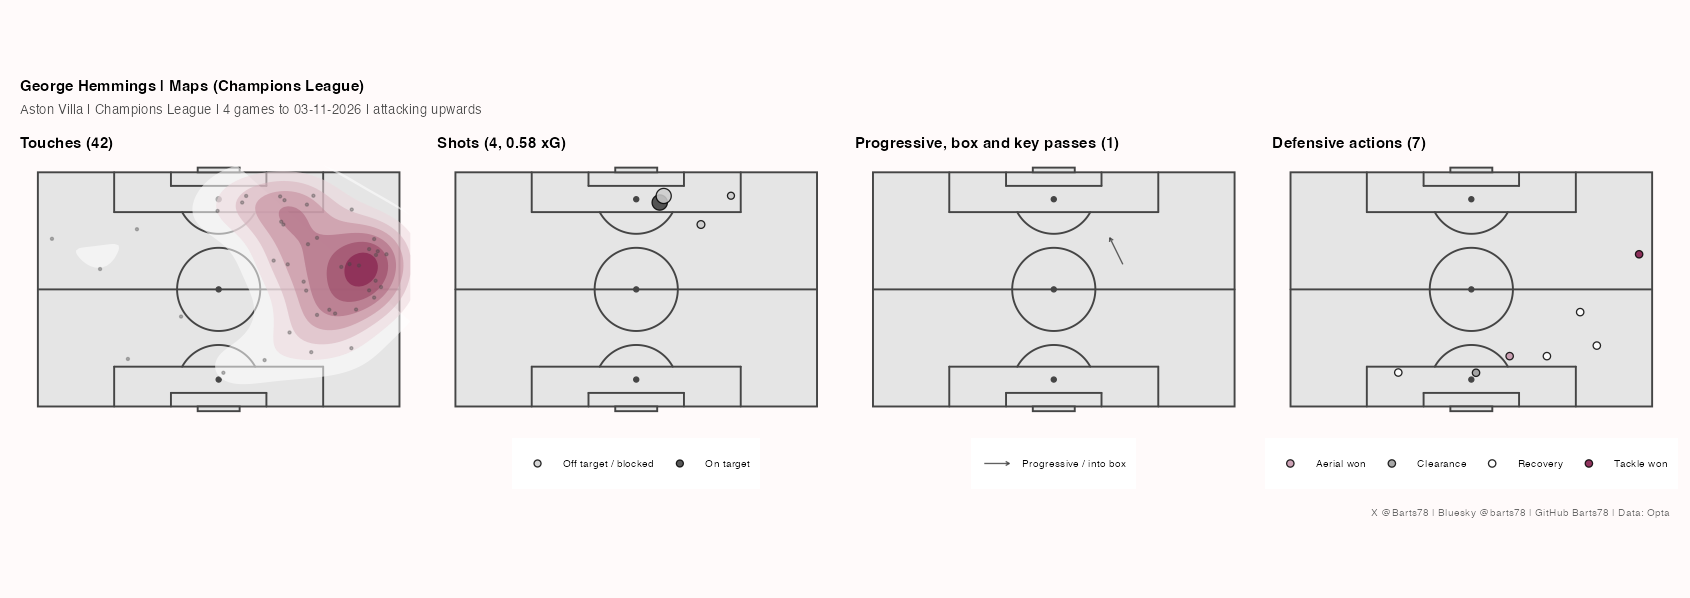 George Hemmings | Maps (Champions League)
Aston Villa | Champions League | 4 games to 03-11-2026 | attacking upwards
Touches (42)
Shots (4, 0.58 xG)
Progressive, box and key passes (1)
Defensive actions (7)
Off target / blocked
On target
Progressive / into box
Aerial won
Clearance
Recovery
Tackle won
X @Barts78 | Bluesky @barts78 | GitHub Barts78 | Data: Opta